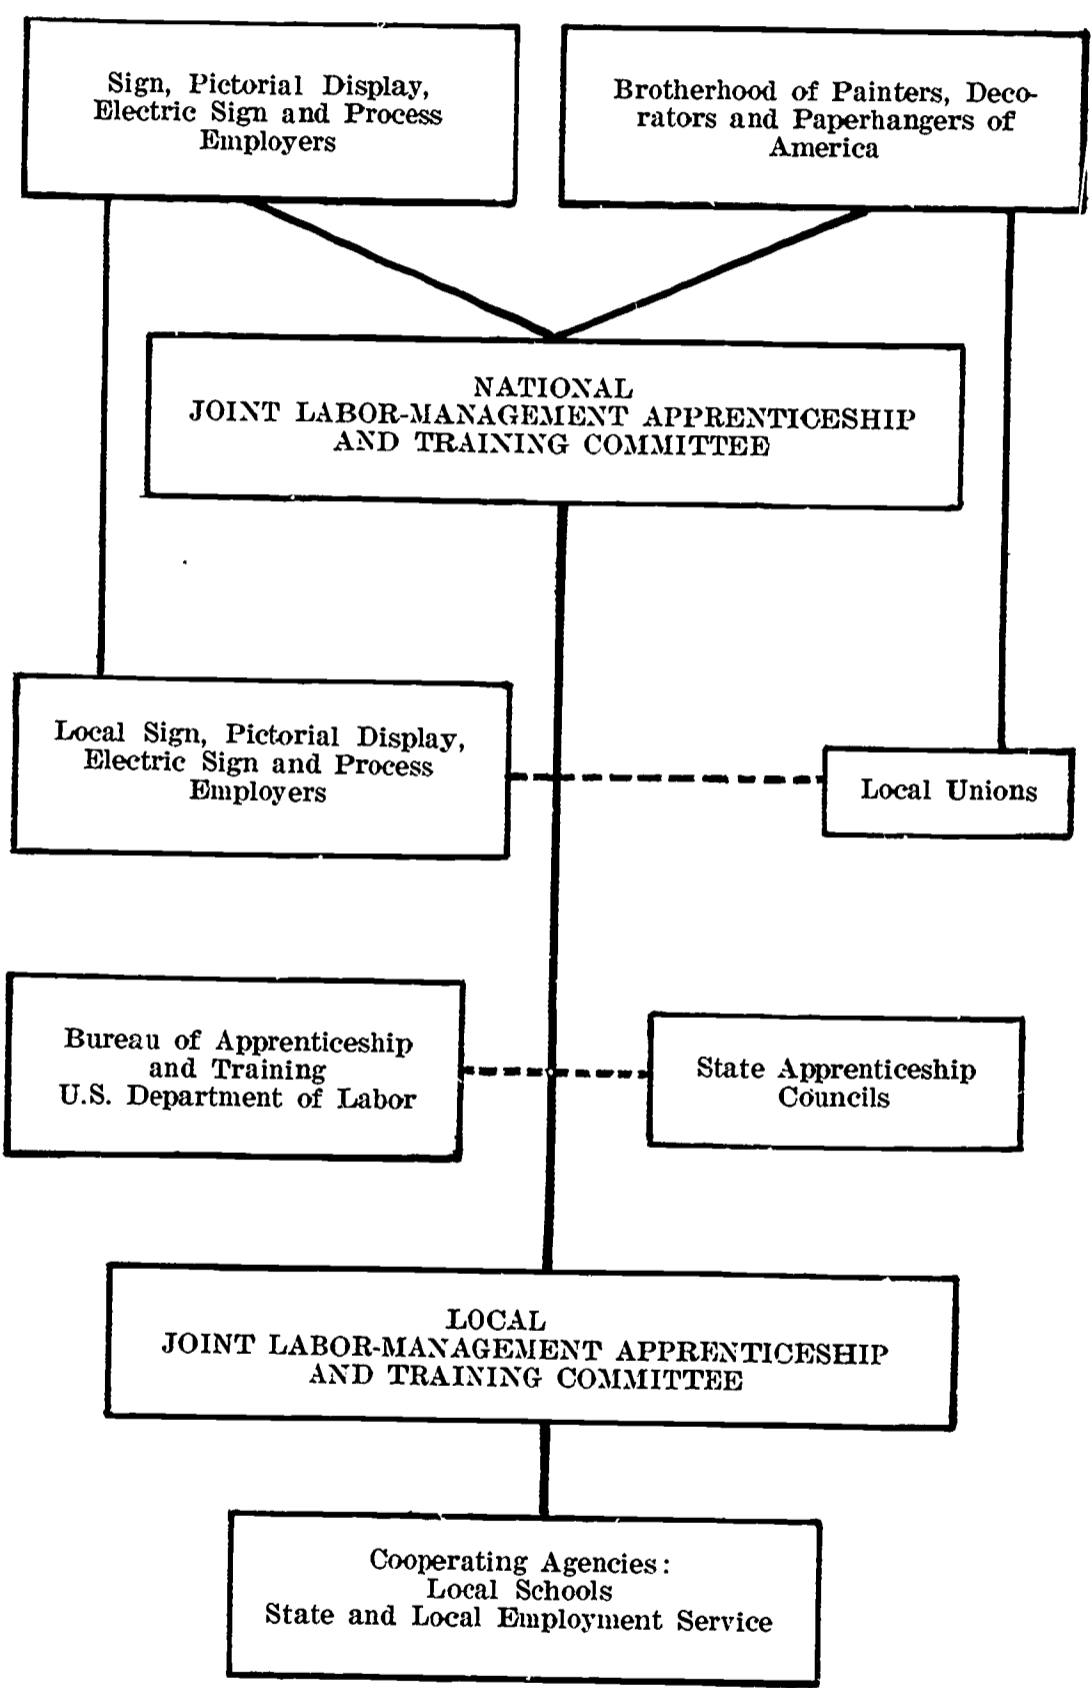 Sign, Pictorial Display,
Electric Sign and Process
Employers
Brotherhood of Painters, Deco-
rators and Paperhangers of
America
NATIONAL
JOINT LABOR-MANAGEMENT APPRENTICESHIP
AND TRAINING COMMITTEE
Local Sign, Pictorial Display,
Electric Sign and Process
Employers
Local Unions
Bureau of Apprenticeship
and Training
U.S. Department of Labor
State Apprenticeship
Councils
LOCAL
JOINT LABOR-MANAGEMENT APPRENTICESHIP
AND TRAINING COMMITTEE
Cooperating Agencies:
Local Schools
State and Local Employment Service